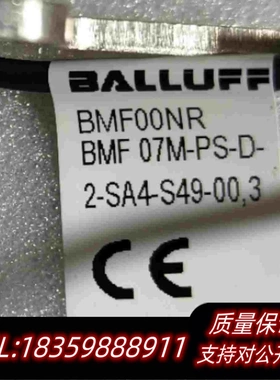 BALLUFF
BMF00NR
BMF 07M-PS-D-
2-SA4-S49-00,3
CE
质量保
L:18359888911
支持对公